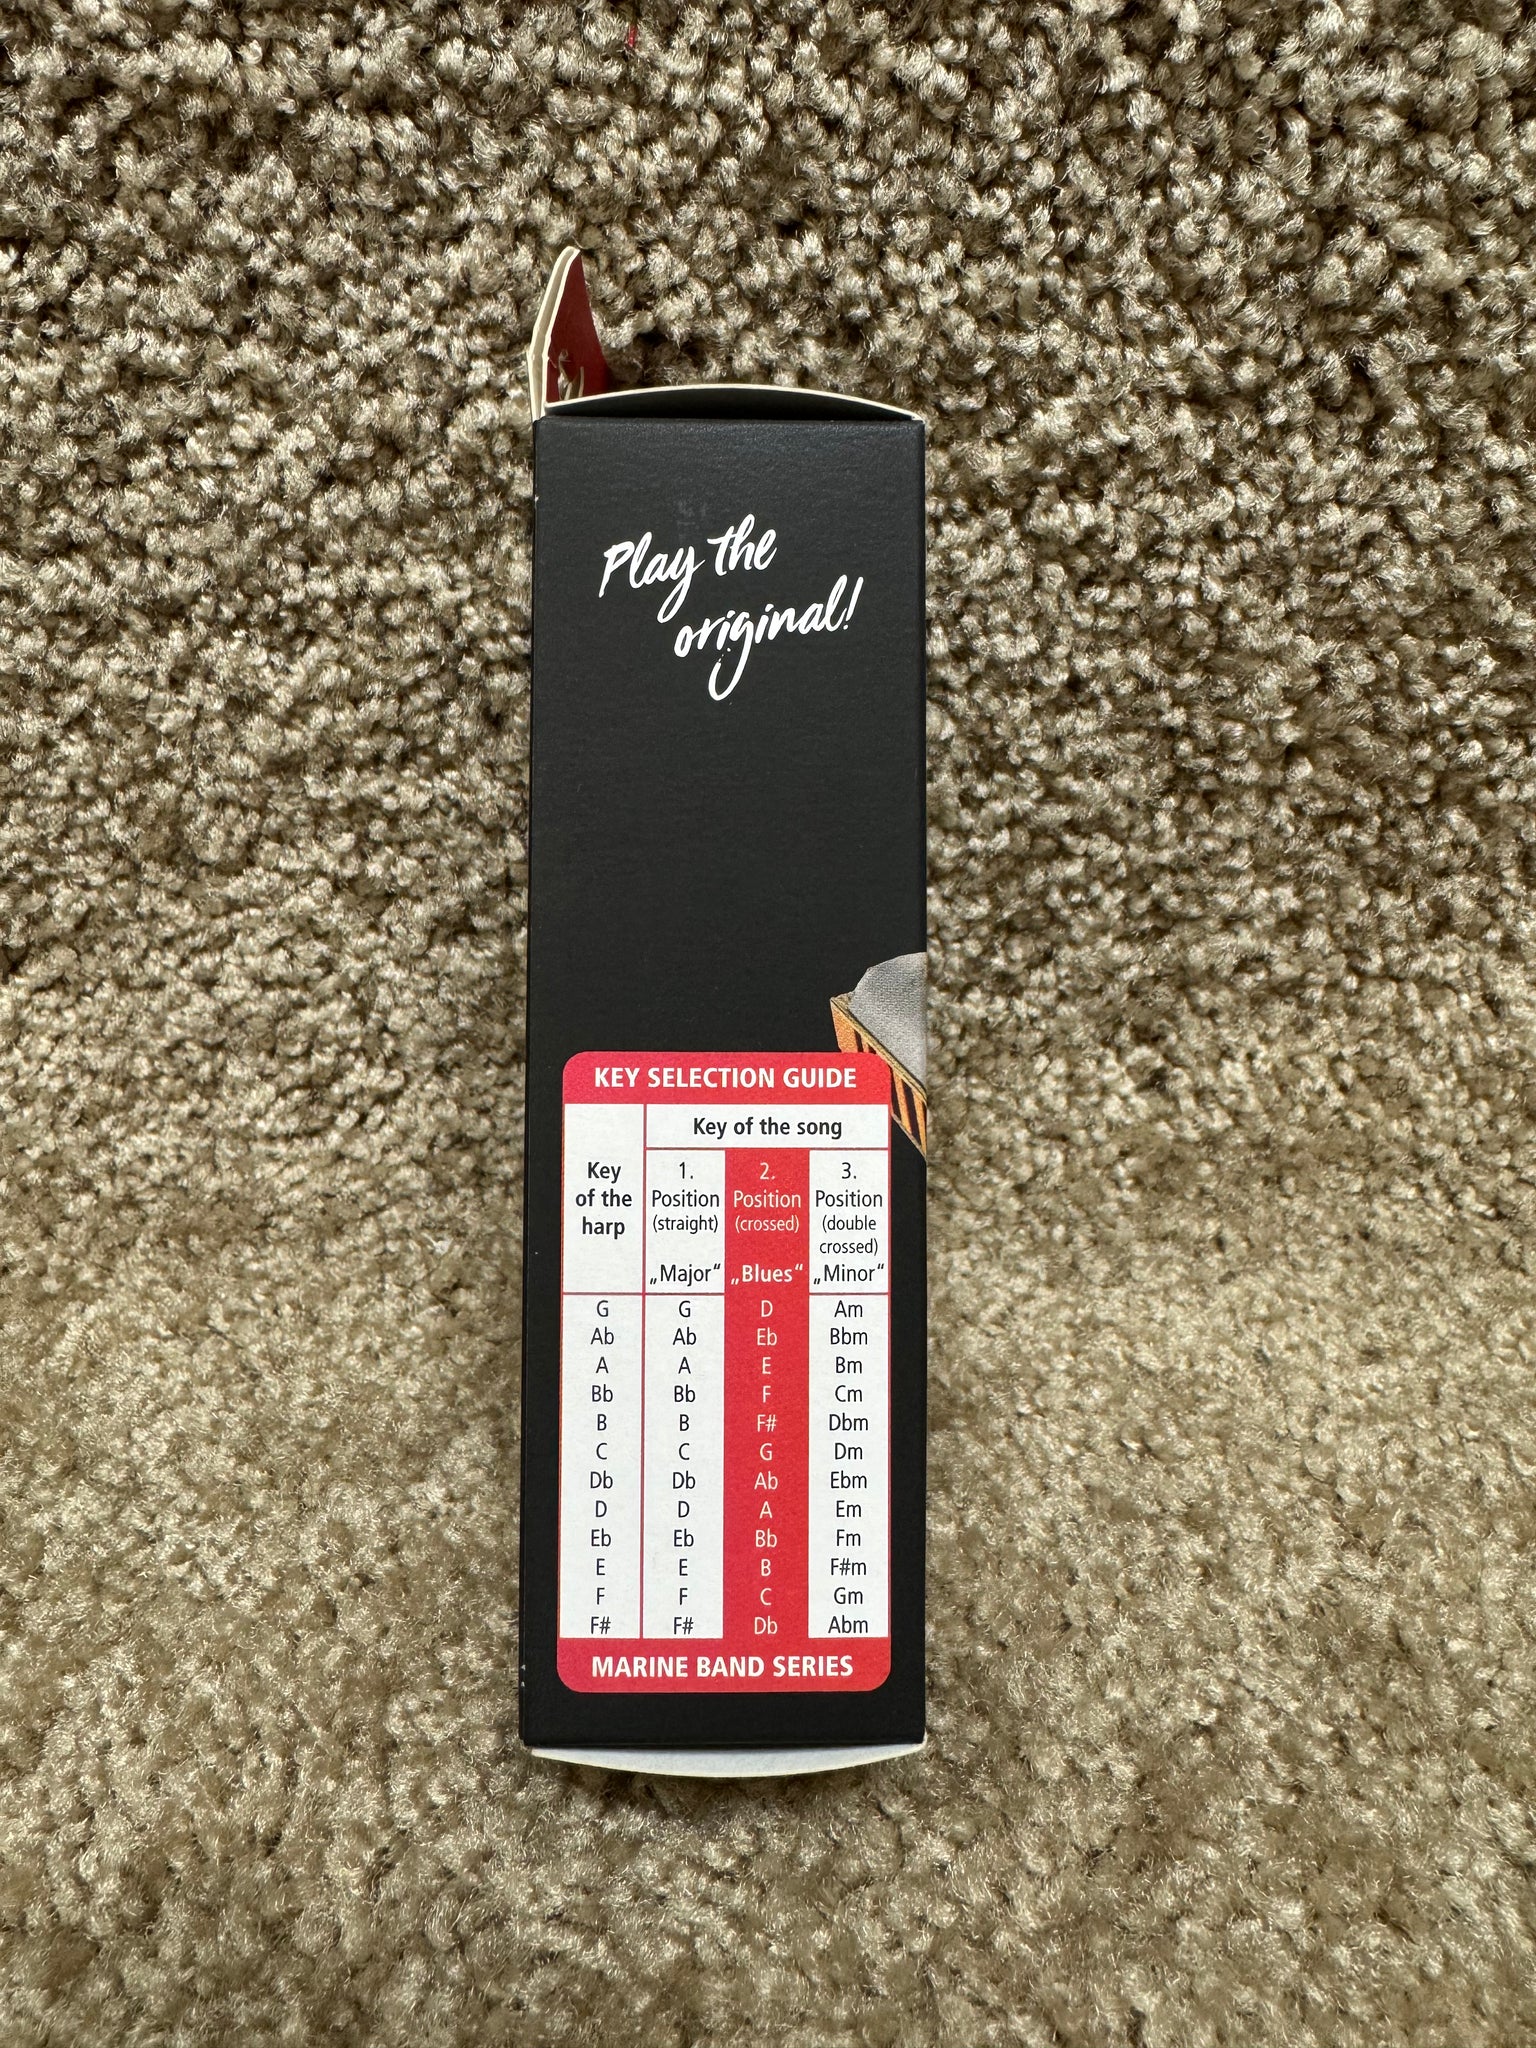 Play the
original!
KEY SELECTION GUIDE
Key of the song
Key
of the
harp
1.
Position
(straight)
„Major“
2.
Position
(crossed)
„Blues“
3.
Position
(double
crossed)
„Minor“
G G D Am
Ab Ab Eb Bbm
A A E Bm
Bb Bb F Cm
B B F# Dbm
C C G Dm
Db Db Ab Ebm
D D A Em
Eb Eb Bb Fm
E E B F#m
F F C Gm
F# F# Db Abm
MARINE BAND SERIES